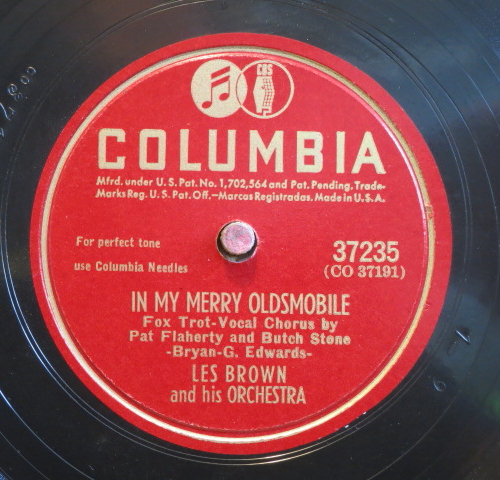 CBS
COLUMBIA
Mfrd. under U.S. Pat. No. 1,702,564 and Pat. Pending. Trade-
Marks Reg. U.S. Pat. Off.–Marcas Registradas. Made in U.S.A.
For perfect tone
use Columbia Needles
37235
(CO 37191)
IN MY MERRY OLDSMOBILE
Fox Trot-Vocal Chorus by
Pat Flaherty and Butch Stone
-Bryan-G. Edwards-
LES BROWN
and his ORCHESTRA